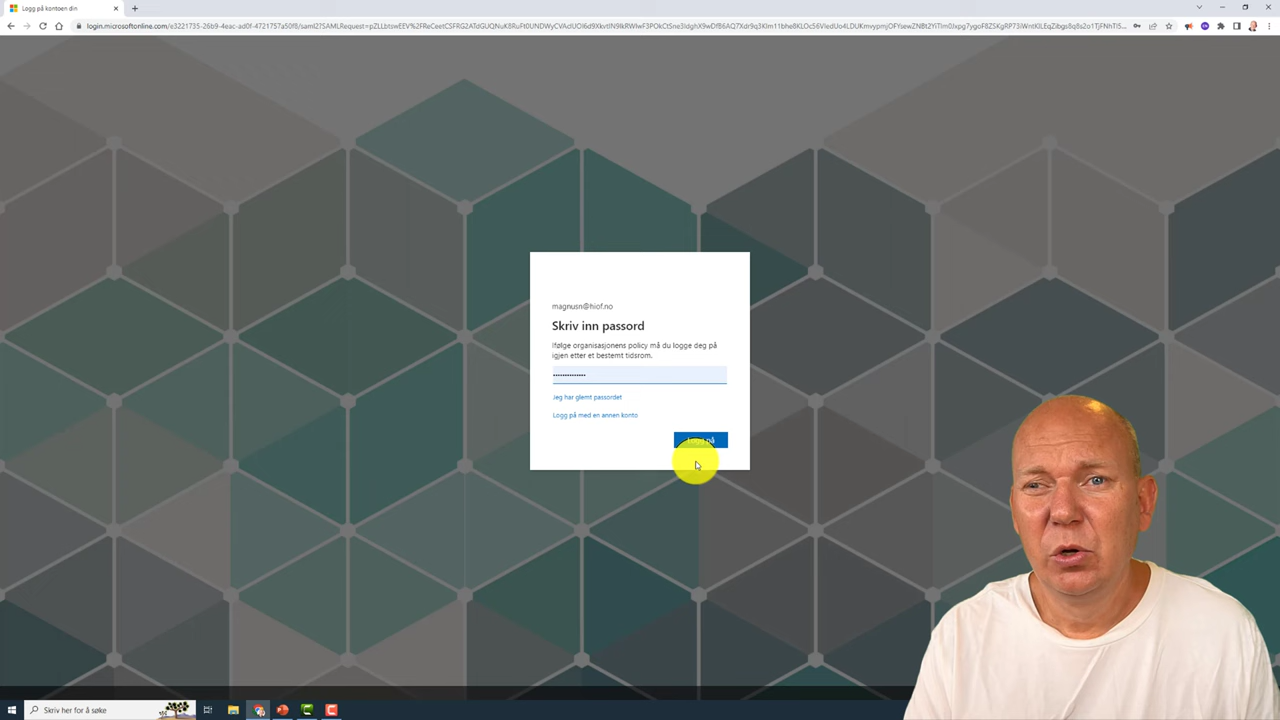 Logg på kontoen din
magnusn@hiof.no
Skriv inn passord
Ifølge organisasjonens policy må du logge deg på
igjen etter et bestemt tidsrom.
Jeg har glemt passordet
Logg på med en annen konto
Skriv her for å søke